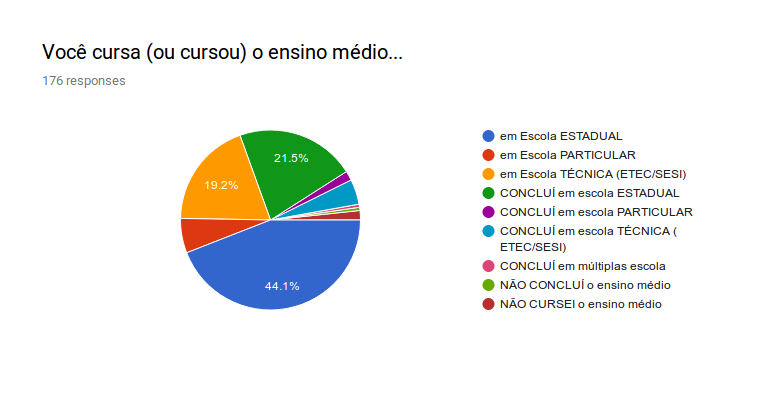 Você cursa (ou cursou) o ensino médio...
176 responses
21.5%
19.2%
44.1%
em Escola ESTADUAL
em Escola PARTICULAR
em Escola TÉCNICA (ETEC/SESI)
CONCLUÍ em escola ESTADUAL
CONCLUÍ em escola PARTICULAR
CONCLUÍ em escola TÉCNICA (
ETEC/SESI)
CONCLUÍ em múltiplas escola
NÃO CONCLUÍ o ensino médio
NÃO CURSEI o ensino médio